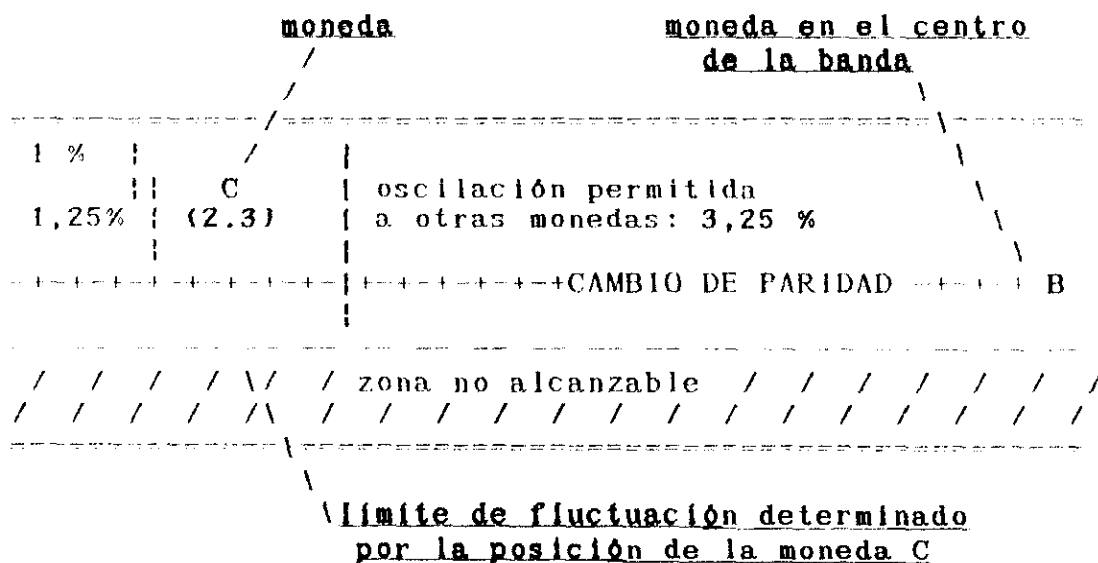 moneda moneda en el centro
de la banda
1 %
C oscilación permitida
1,25% (2.3) a otras monedas: 3,25 %
CAMBIO DE PARIDAD B
zona no alcanzable
límite de fluctuación determinado
por la posición de la moneda C